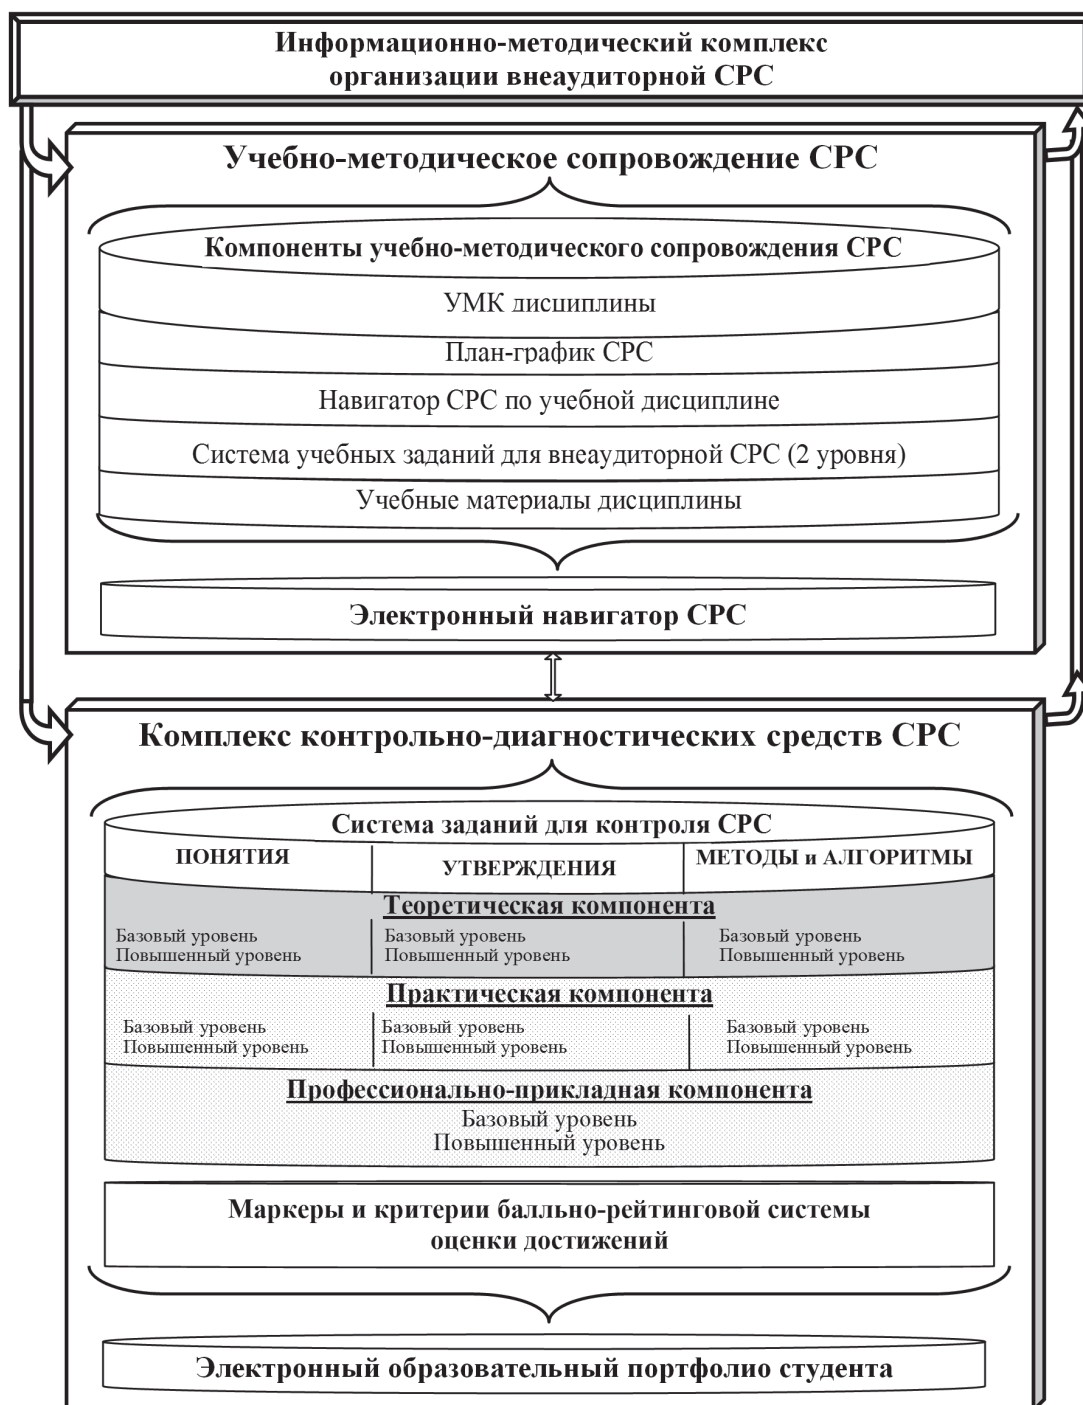 Информационно-методический комплекс
организации внеаудиторной СРС
Учебно-методическое сопровождение СРС
Компоненты учебно-методического сопровождения СРС
УМК дисциплины
План-график СРС
Навигатор СРС по учебной дисциплине
Система учебных заданий для внеаудиторной СРС (2 уровня)
Учебные материалы дисциплины
Электронный навигатор СРС
Комплекс контрольно-диагностических средств СРС
Система заданий для контроля СРС
ПОНЯТИЯ УТВЕРЖДЕНИЯ МЕТОДЫ и АЛГОРИТМЫ
Теоретическая компонента
Базовый уровень Базовый уровень Базовый уровень
Повышенный уровень Повышенный уровень Повышенный уровень
Практическая компонента
Базовый уровень Базовый уровень Базовый уровень
Повышенный уровень Повышенный уровень Повышенный уровень
Профессионально-прикладная компонента
Базовый уровень
Повышенный уровень
Маркеры и критерии балльно-рейтинговой системы
оценки достижений
Электронный образовательный портфолио студента